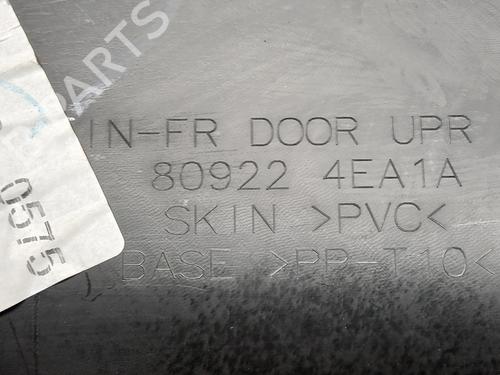 PARTS
IN-FR DOOR UPR
80922 4EA1A
SKIN >PVC<
BASE >PP-T10<
0575